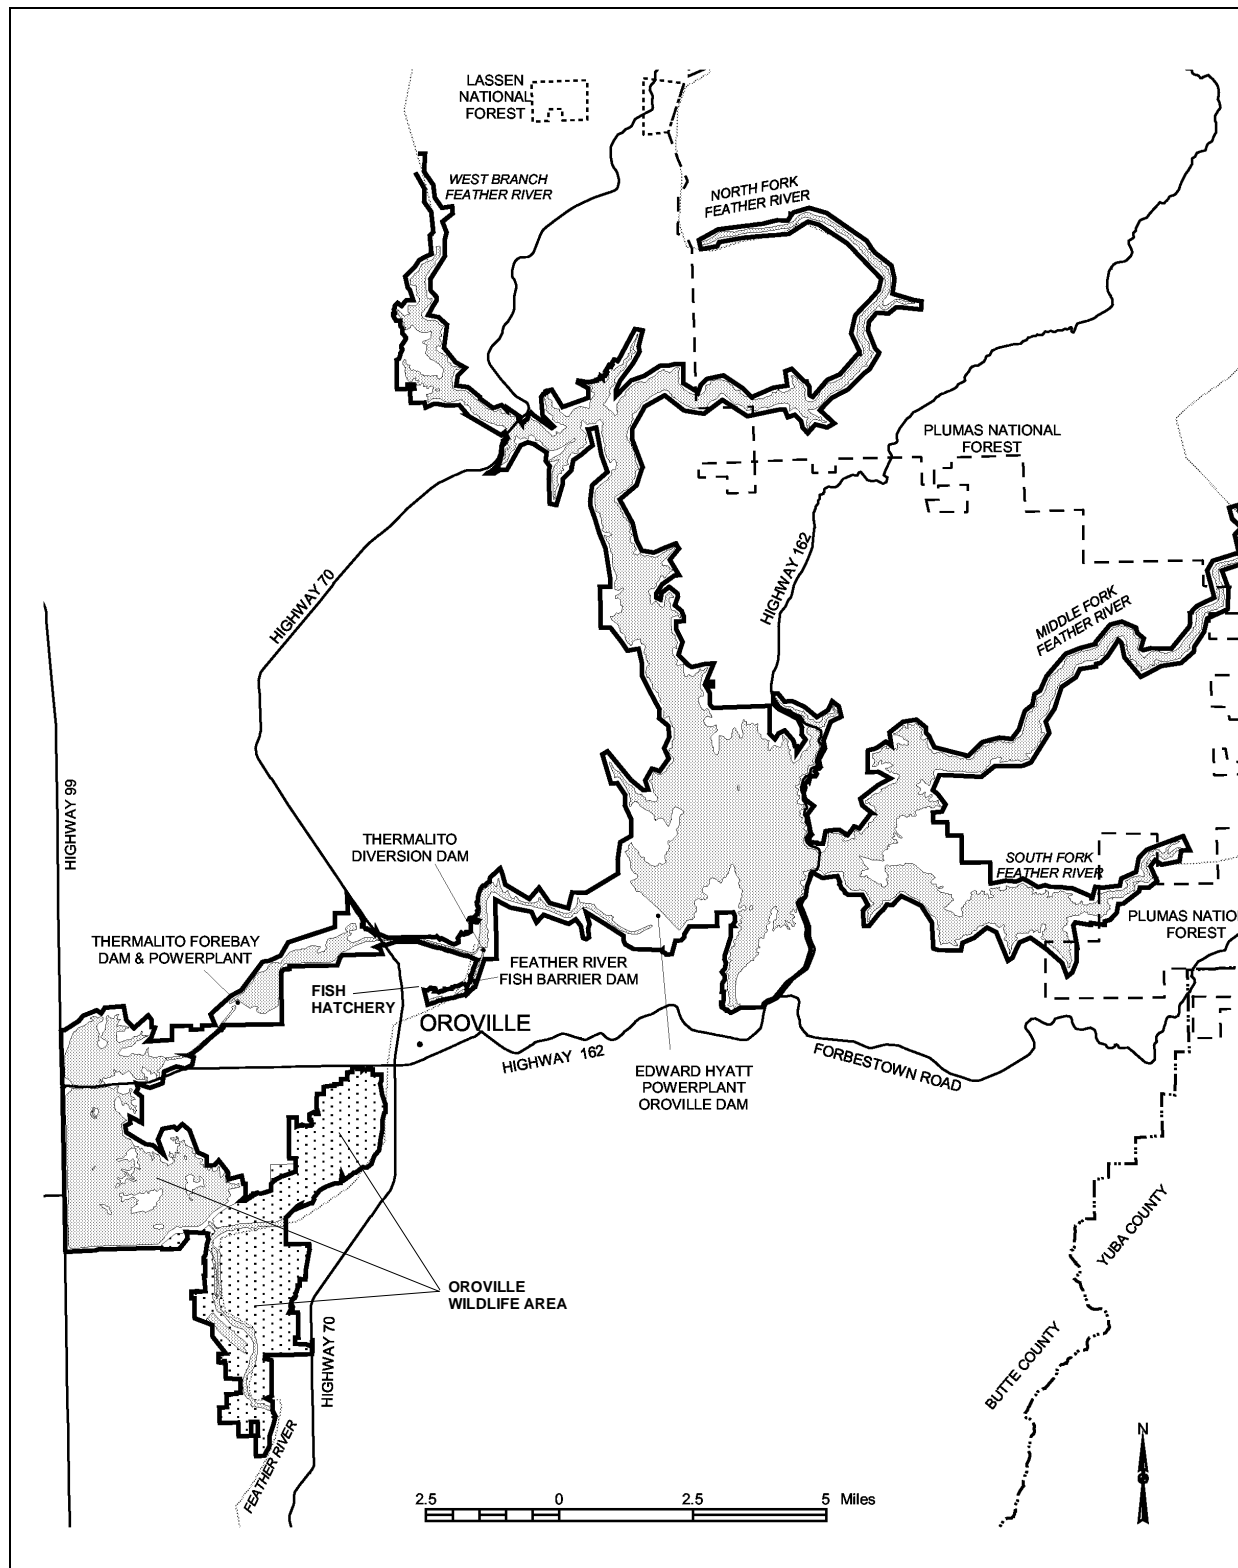 LASSEN
NATIONAL
FOREST
WEST BRANCH
FEATHER RIVER
NORTH FORK
FEATHER RIVER
PLUMAS NATIONAL
FOREST
HIGHWAY 162
HIGHWAY 70
MIDDLE FORK
FEATHER RIVER
HIGHWAY 99
THERMALITO
DIVERSION DAM
SOUTH FORK
FEATHER RIVER
PLUMAS NATIO
FOREST
THERMALITO FOREBAY
DAM & POWERPLANT
FEATHER RIVER
FISH BARRIER DAM
FISH
HATCHERY
OROVILLE
HIGHWAY 162
FORBESTOWN ROAD
EDWARD HYATT
POWERPLANT
OROVILLE DAM
YUBA COUNTY
OROVILLE
WILDLIFE AREA
HIGHWAY 70
BUTTE COUNTY
FEATHER RIVER
N
2.5 0 2.5 5 Miles